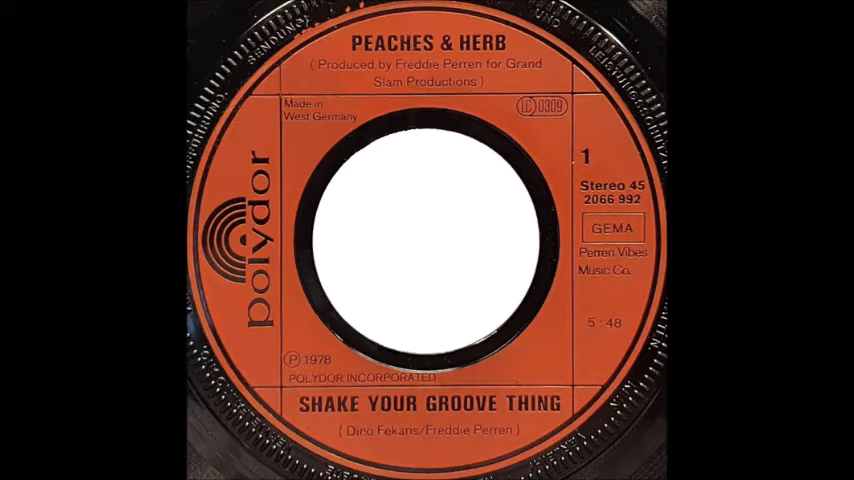 PEACHES & HERB
(Produced by Freddie Perren for Grand
Slam Productions)
Made in
West Germany
LC 0309
1
Stereo 45
2066 992
GEMA
Perren Vibes
Music Co.
5:48
polydor
Ⓟ 1978
POLYDOR INCORPORATED
SHAKE YOUR GROOVE THING
(Dino Fekaris/Freddie Perren)